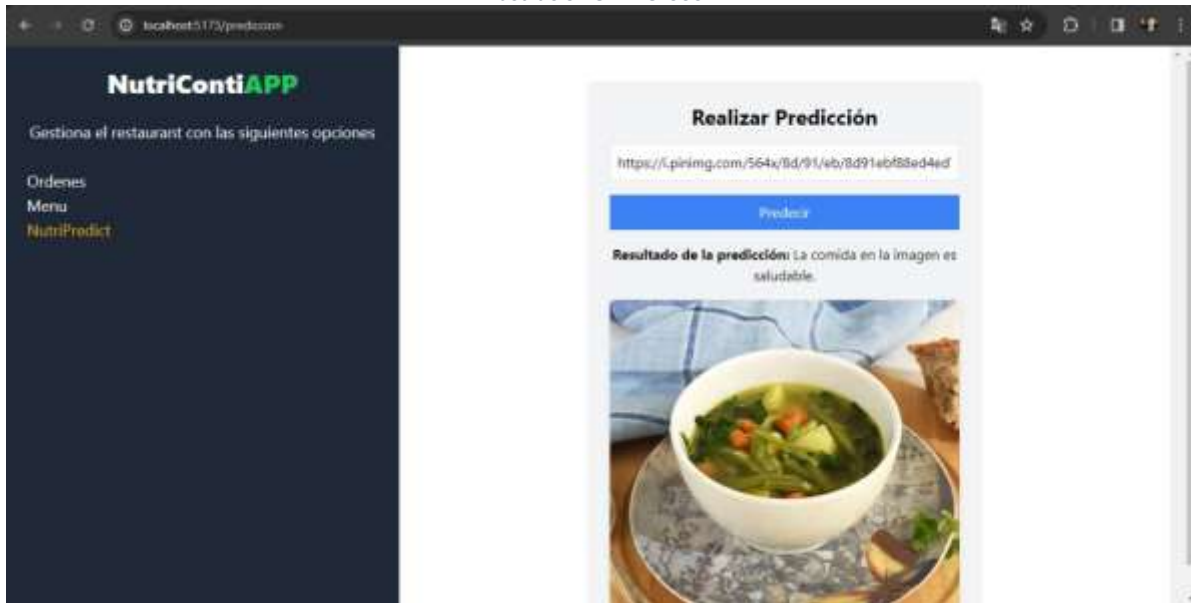 localhost:5173/prediccion
NutriContiAPP
Gestiona el restaurant con las siguientes opciones
Ordenes
Menu
NutriPredict
Realizar Predicción
https://i.pinimg.com/564x/8d/91/eb/8d91ebf88ed4ed
Predecir
Resultado de la predicción: La comida en la imagen es
saludable.